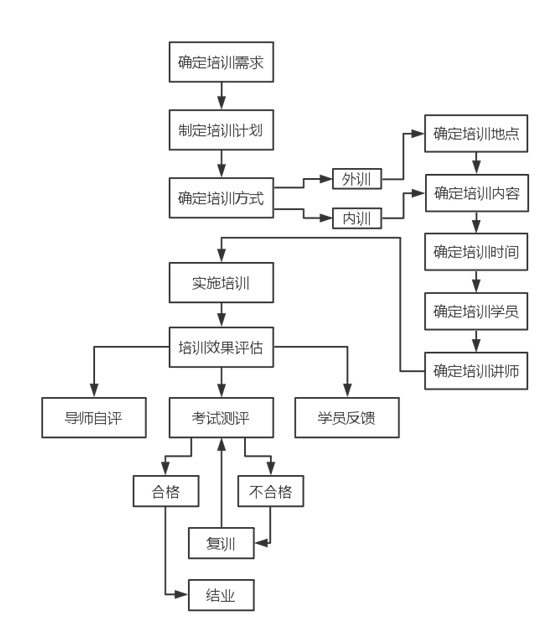 确定培训需求
制定培训计划
确定培训方式
外训
内训
确定培训地点
确定培训内容
确定培训时间
确定培训学员
确定培训讲师
实施培训
培训效果评估
导师自评
考试测评
学员反馈
合格
不合格
复训
结业